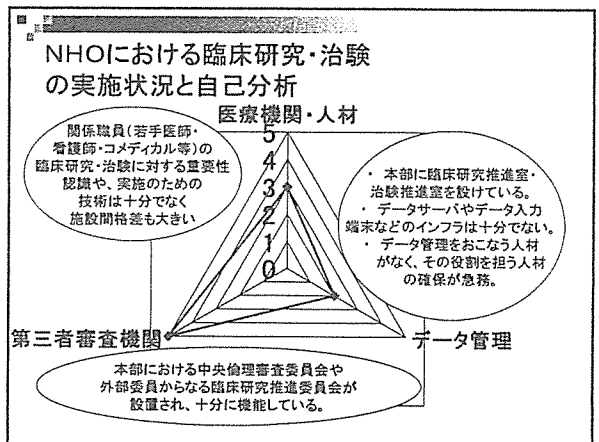 NHOにおける臨床研究・治験
の実施状況と自己分析
医療機関・人材
関係職員(若手医師・
看護師・コメディカル等)の
臨床研究・治験に対する重要性
認識や、実施のための
技術は十分でなく
施設間格差も大きい
5
4
3
2
1
0
・ 本部に臨床研究推進室・
治験推進室を設けている。
・ データサーバやデータ入力
端末などのインフラは十分でない。
・ データ管理をおこなう人材
がなく、その役割を担う人材
の確保が急務。
第三者審査機関
データ管理
本部における中央倫理審査委員会や
外部委員からなる臨床研究推進委員会が
設置され、十分に機能している。